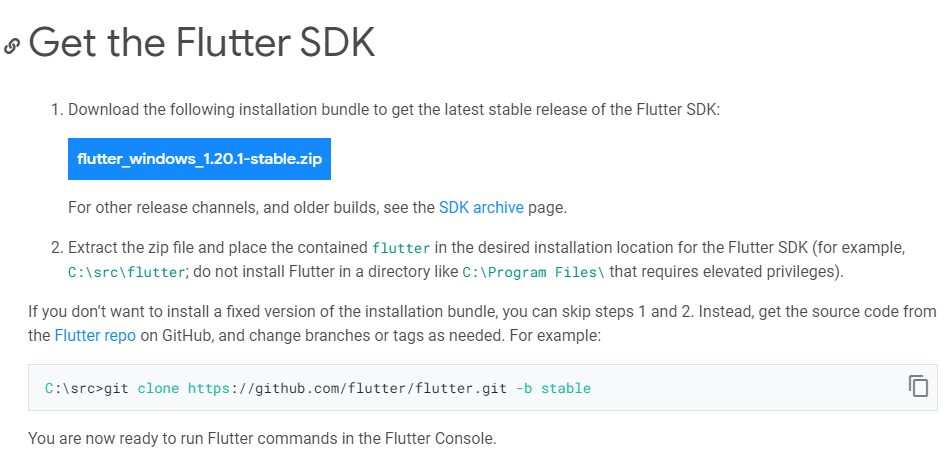 Get the Flutter SDK
1. Download the following installation bundle to get the latest stable release of the Flutter SDK:
flutter_windows_1.20.1-stable.zip
For other release channels, and older builds, see the SDK archive page.
2. Extract the zip file and place the contained flutter in the desired installation location for the Flutter SDK (for example,
C:\src\flutter; do not install Flutter in a directory like C:\Program Files\ that requires elevated privileges).
If you don’t want to install a fixed version of the installation bundle, you can skip steps 1 and 2. Instead, get the source code from
the Flutter repo on GitHub, and change branches or tags as needed. For example:
C:\src>git clone https://github.com/flutter/flutter.git -b stable
You are now ready to run Flutter commands in the Flutter Console.